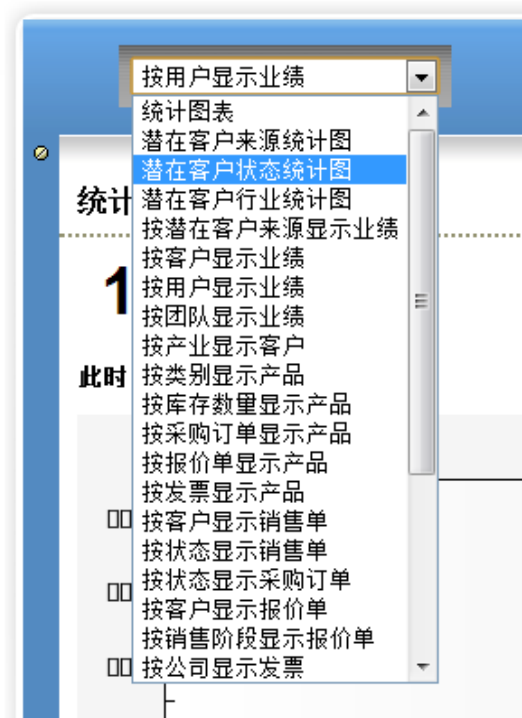 按用户显示业绩
统计图表
潜在客户来源统计图
潜在客户状态统计图
潜在客户行业统计图
按潜在客户来源显示业绩
按客户显示业绩
按用户显示业绩
按团队显示业绩
按产业显示客户
按类别显示产品
按库存数量显示产品
按采购订单显示产品
按报价单显示产品
按发票显示产品
按客户显示销售单
按状态显示销售单
按状态显示采购订单
按客户显示报价单
按销售阶段显示报价单
按公司显示发票
统计
1
此时